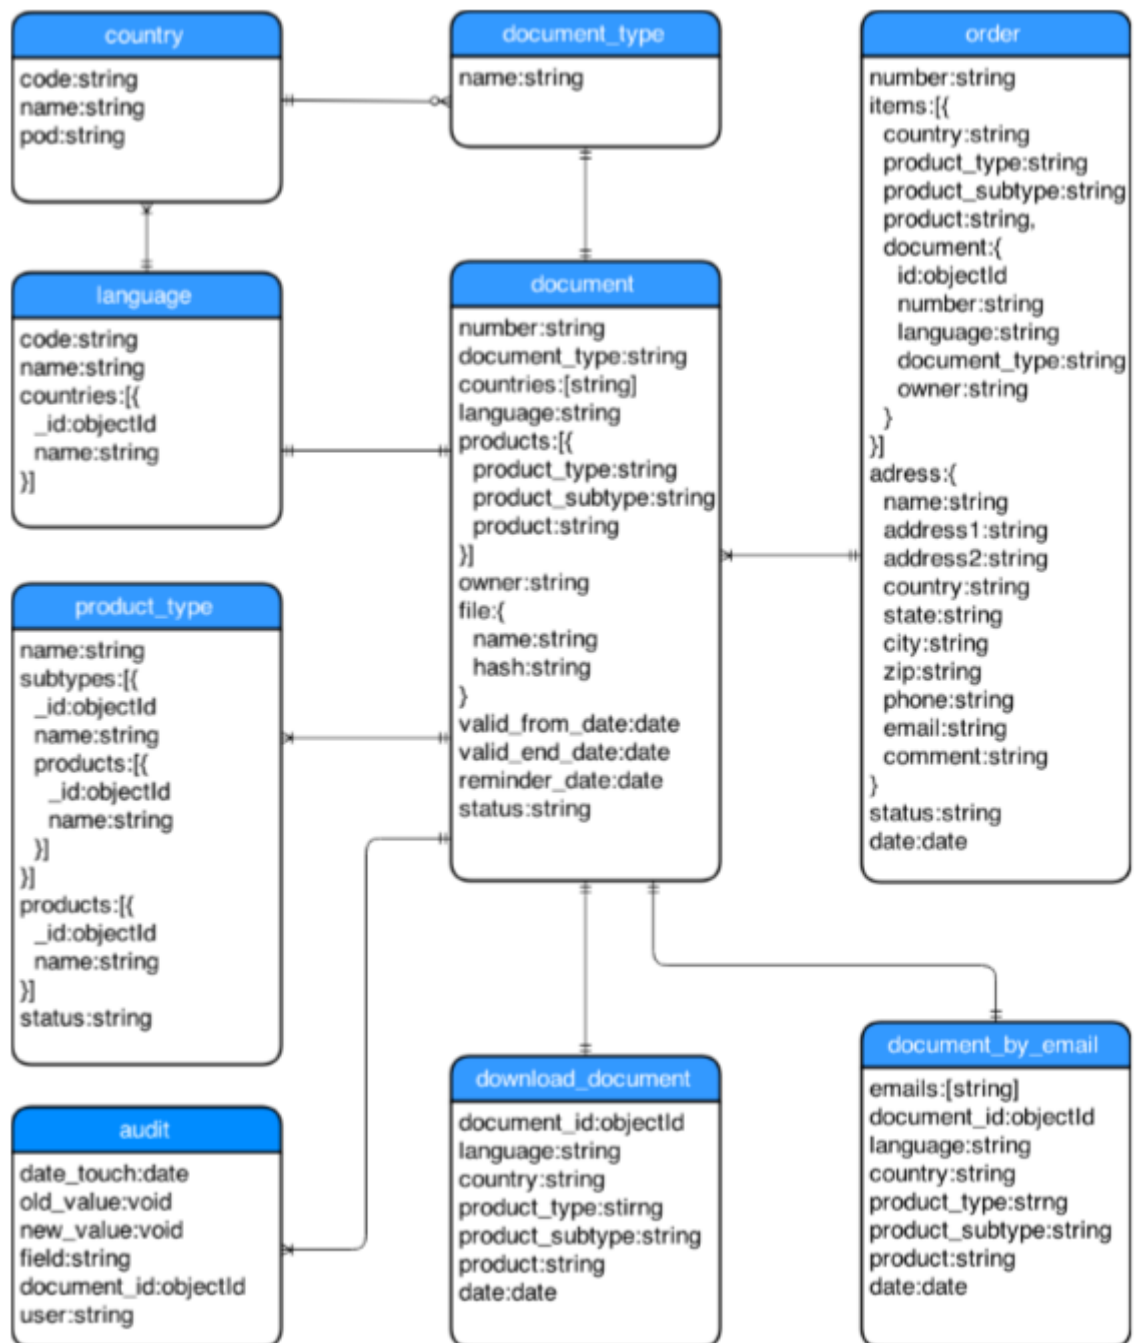 country
code:string
name:string
pod:string
document_type
name:string
order
number:string
items:[{
country:string
product_type:string
product_subtype:string
product:string,
document:{
id:objectId
number:string
language:string
document_type:string
owner:string
}
}]
adress:{
name:string
address1:string
address2:string
country:string
state:string
city:string
zip:string
phone:string
email:string
comment:string
}
status:string
date:date
language
code:string
name:string
countries:[{
_id:objectId
name:string
}]
document
number:string
document_type:string
countries:[string]
language:string
products:[{
product_type:string
product_subtype:string
product:string
}]
owner:string
file:{
name:string
hash:string
}
valid_from_date:date
valid_end_date:date
reminder_date:date
status:string
product_type
name:string
subtypes:[{
_id:objectId
name:string
products:[{
_id:objectId
name:string
}]
}]
products:[{
_id:objectId
name:string
}]
status:string
audit
date_touch:date
old_value:void
new_value:void
field:string
document_id:objectId
user:string
download_document
document_id:objectId
language:string
country:string
product_type:stirng
product_subtype:string
product:string
date:date
document_by_email
emails:[string]
document_id:objectId
language:string
country:string
product_type:strng
product_subtype:string
product:string
date:date